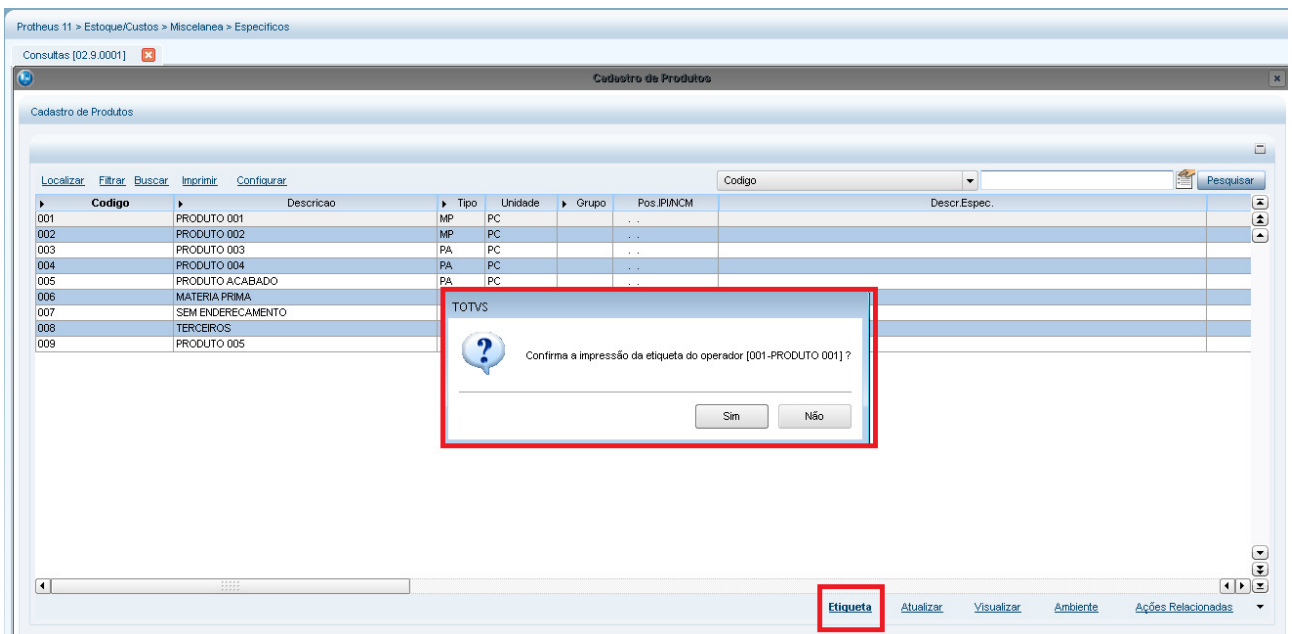 Protheus 11 > Estoque/Custos > Miscelanea > Especificos
Consultas [02.9.0001]
Cadastro de Produtos
Cadastro de Produtos
Localizar Filtrar Buscar Imprimir Configurar Codigo Pesquisar
Codigo Descricao Tipo Unidade Grupo Pos.IPI/NCM Descr.Espec.
001 PRODUTO 001 MP PC . .
002 PRODUTO 002 MP PC . .
003 PRODUTO 003 PA PC . .
004 PRODUTO 004 PA PC . .
005 PRODUTO ACABADO PA PC . .
006 MATERIA PRIMA
007 SEM ENDERECAMENTO
008 TERCEIROS
009 PRODUTO 005
TOTVS
Confirma a impressão da etiqueta do operador [001-PRODUTO 001] ?
Sim Não
Etiqueta Atualizar Visualizar Ambiente Ações Relacionadas